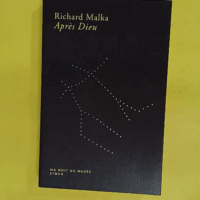 Richard Malka
Après Dieu
MA NUIT AU MUSÉE
STOCK